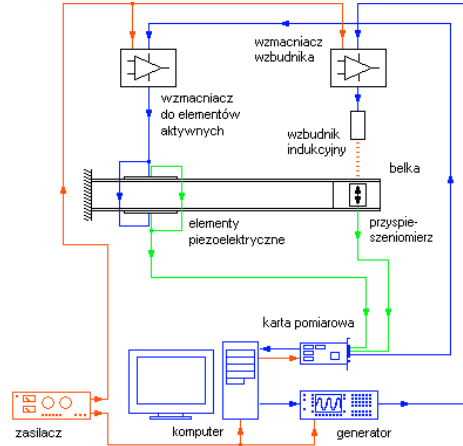 wzmacniacz
wzbudnika
wzmacniacz
do elementów
aktywnych
wzbudnik
indukcyjny
belka
elementy
piezoelektryczne
przyspie-
szeniomierz
karta pomiarowa
zasilacz
komputer
generator